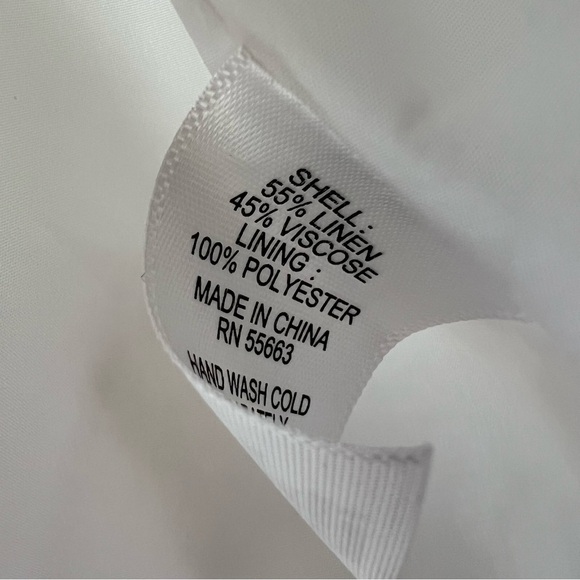 SHELL:
55% LINEN
45% VISCOSE
LINING :
100% POLYESTER
MADE IN CHINA
RN 55663
HAND WASH COLD